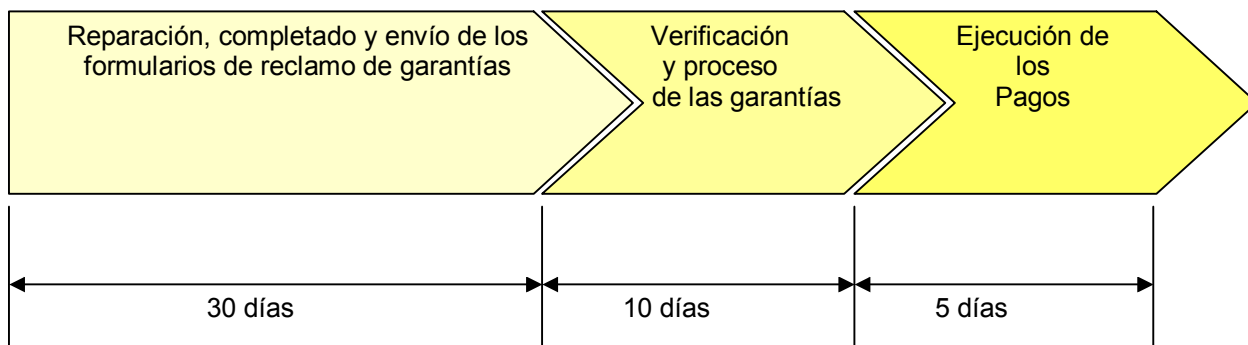 Reparación, completado y envío de los
formularios de reclamo de garantías
Verificación
y proceso
de las garantías
Ejecución de
los
Pagos
30 días
10 días
5 días